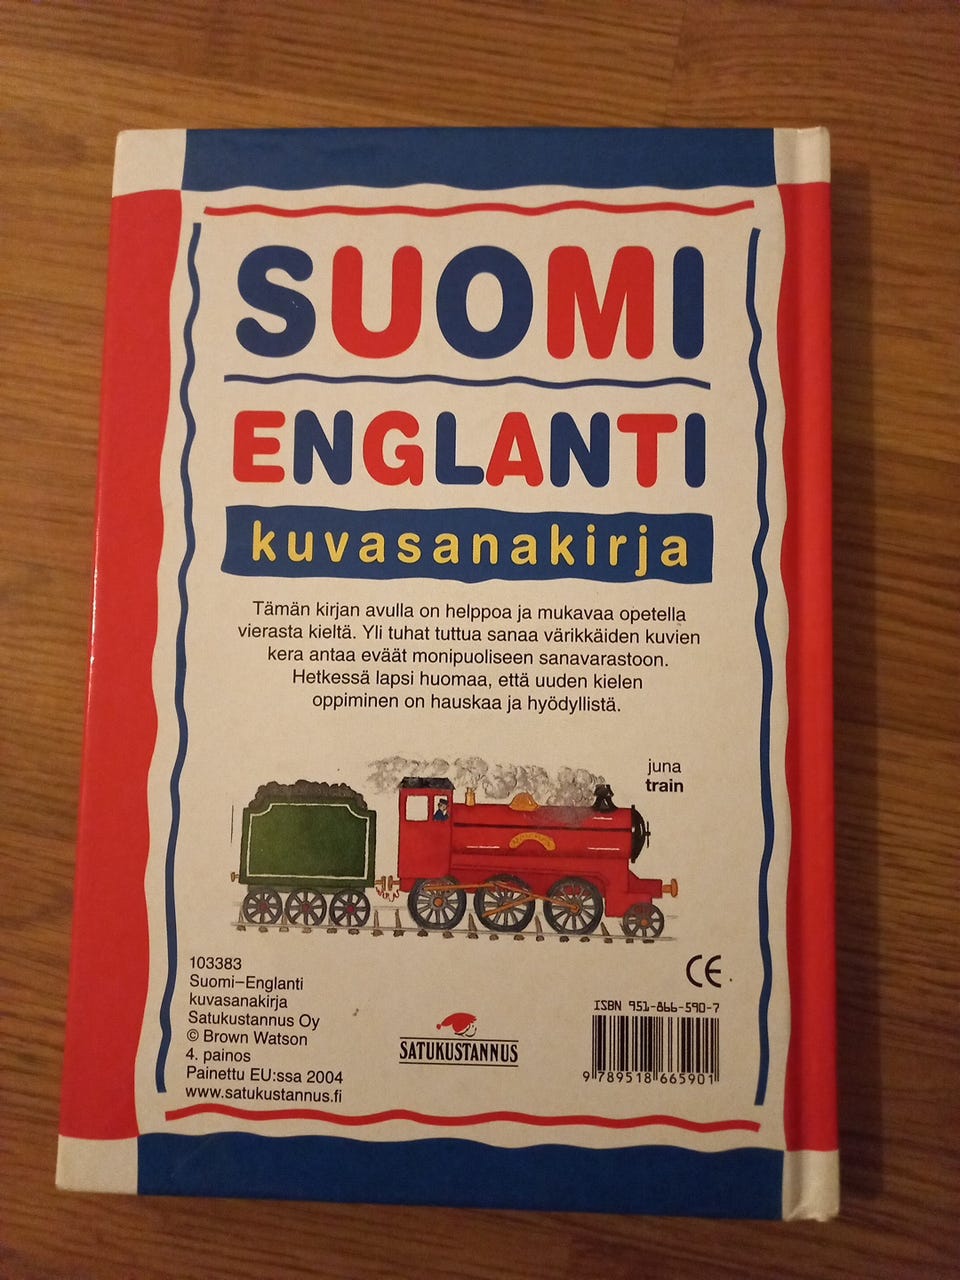 SUOMI
ENGLANTI
kuvasanakirja
Tämän kirjan avulla on helppoa ja mukavaa opetella
vierasta kieltä. Yli tuhat tuttua sanaa värikkäiden kuvien
kera antaa eväät monipuoliseen sanavarastoon.
Hetkessä lapsi huomaa, että uuden kielen
oppiminen on hauskaa ja hyödyllistä.
juna
train
103383
Suomi–Englanti
kuvasanakirja
Satukustannus Oy
© Brown Watson
4. painos
Painettu EU:ssa 2004
www.satukustannus.fi
SATUKUSTANNUS
CE
ISBN 951-866-590-7
9 789518 665901